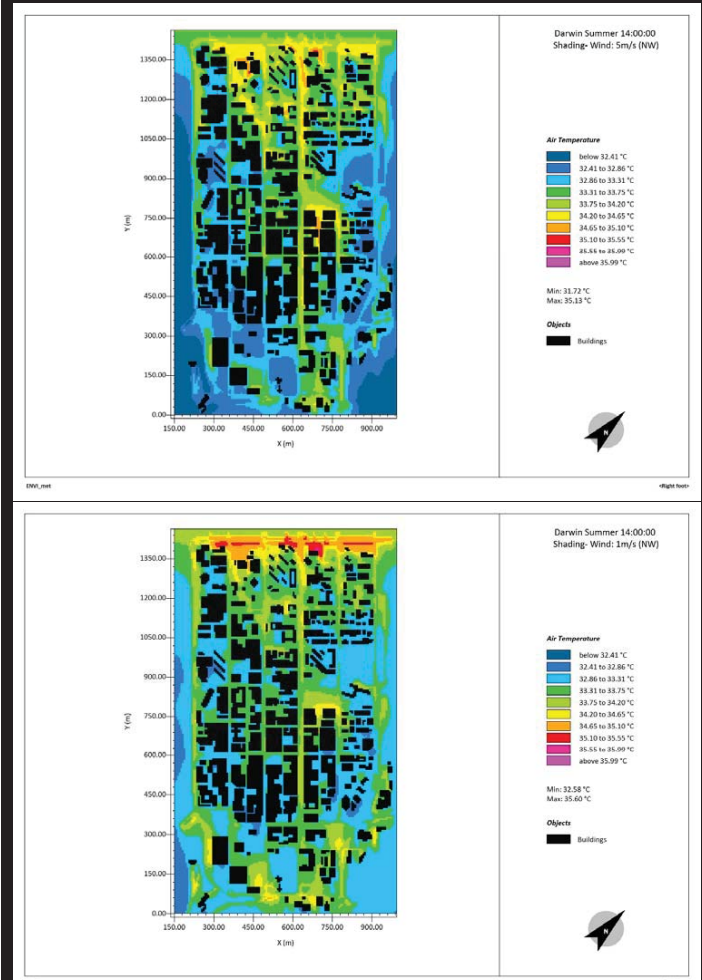 Darwin Summer 14:00:00
Shading- Wind: 5m/s (NW)
1350.00
1200.00
1050.00
900.00
750.00
600.00
450.00
300.00
150.00
0.00
Y (m)
150.00 300.00 450.00 600.00 750.00 900.00
X (m)
Air Temperature
below 32.41 °C
32.41 to 32.86 °C
32.86 to 33.31 °C
33.31 to 33.75 °C
33.75 to 34.20 °C
34.20 to 34.65 °C
34.65 to 35.10 °C
35.10 to 35.55 °C
35.55 to 35.99 °C
above 35.99 °C
Min: 31.72 °C
Max: 35.13 °C
Objects
Buildings
N
ENVI_met
<Right foot>
Darwin Summer 14:00:00
Shading- Wind: 1m/s (NW)
1350.00
1200.00
1050.00
900.00
750.00
600.00
450.00
300.00
150.00
0.00
Y (m)
150.00 300.00 450.00 600.00 750.00 900.00
X (m)
Air Temperature
below 32.41 °C
32.41 to 32.86 °C
32.86 to 33.31 °C
33.31 to 33.75 °C
33.75 to 34.20 °C
34.20 to 34.65 °C
34.65 to 35.10 °C
35.10 to 35.55 °C
35.55 to 35.99 °C
above 35.99 °C
Min: 32.58 °C
Max: 35.60 °C
Objects
Buildings
N